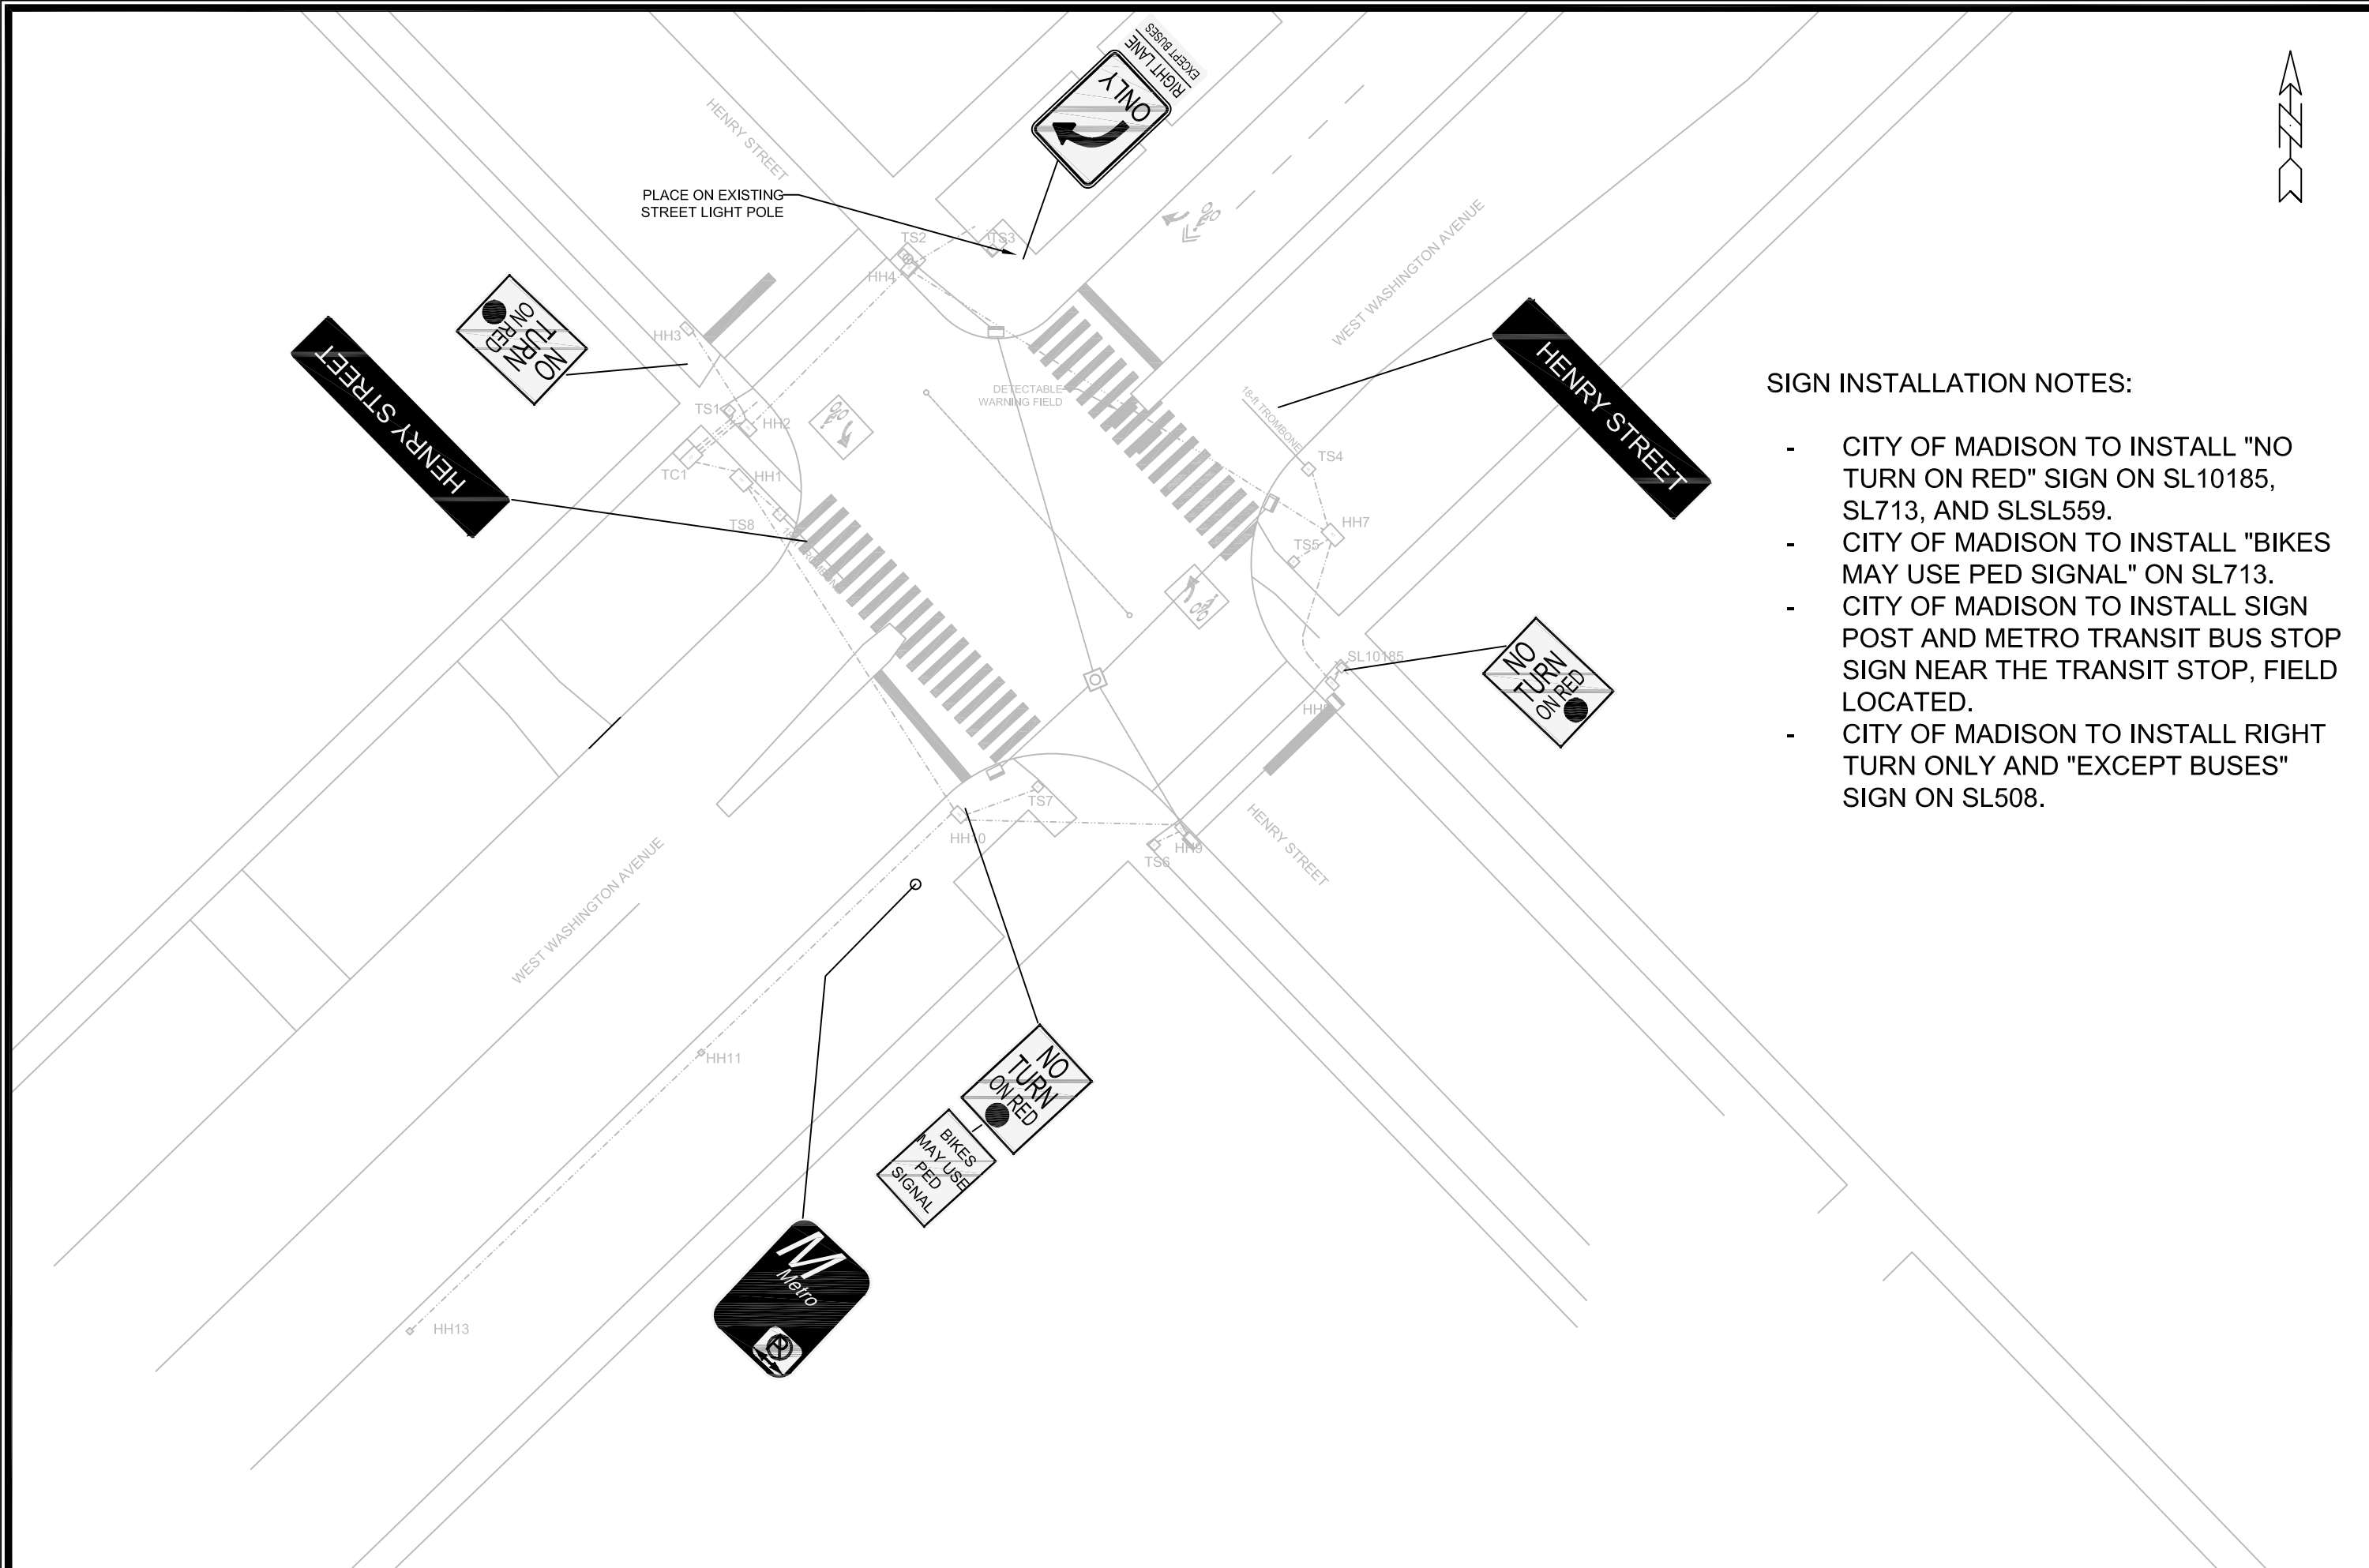 RIGHT LANE
EXCEPT BUSES
ONLY
HENRY STREET
PLACE ON EXISTING
STREET LIGHT POLE
TS2
TS3
HH4
WEST WASHINGTON AVENUE
NO
TURN
ON RED
HH3
HENRY STREET
HENRY STREET
DETECTABLE
WARNING FIELD
18-ft TROMBONE
TS1
HH2
TC1
HH1
TS8
TS4
HH7
TS5
SL10185
NO
TURN
ON RED
TS7
HH10
HH9
TS6
HENRY STREET
WEST WASHINGTON AVENUE
HH11
NO
TURN
ON RED
BIKES
MAY USE
PED
SIGNAL
M
Metro
P
HH13
N
SIGN INSTALLATION NOTES:
- CITY OF MADISON TO INSTALL "NO
TURN ON RED" SIGN ON SL10185,
SL713, AND SLSL559.
- CITY OF MADISON TO INSTALL "BIKES
MAY USE PED SIGNAL" ON SL713.
- CITY OF MADISON TO INSTALL SIGN
POST AND METRO TRANSIT BUS STOP
SIGN NEAR THE TRANSIT STOP, FIELD
LOCATED.
- CITY OF MADISON TO INSTALL RIGHT
TURN ONLY AND "EXCEPT BUSES"
SIGN ON SL508.